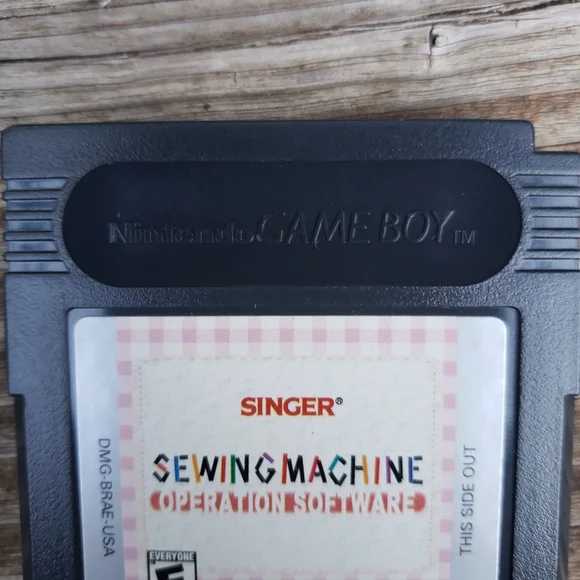 Nintendo GAME BOY TM
SINGER®
SEWING MACHINE
OPERATION SOFTWARE
DMG-BRAE-USA
THIS SIDE OUT
EVERYONE
E